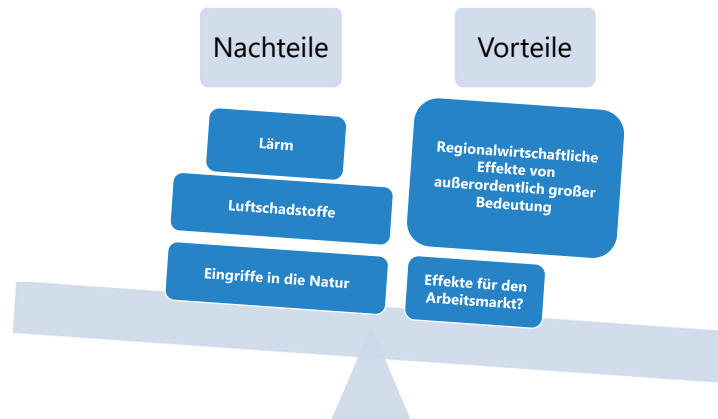 Nachteile
Vorteile
Lärm
Luftschadstoffe
Eingriffe in die Natur
Regionalwirtschaftliche
Effekte von
außerordentlich großer
Bedeutung
Effekte für den
Arbeitsmarkt?